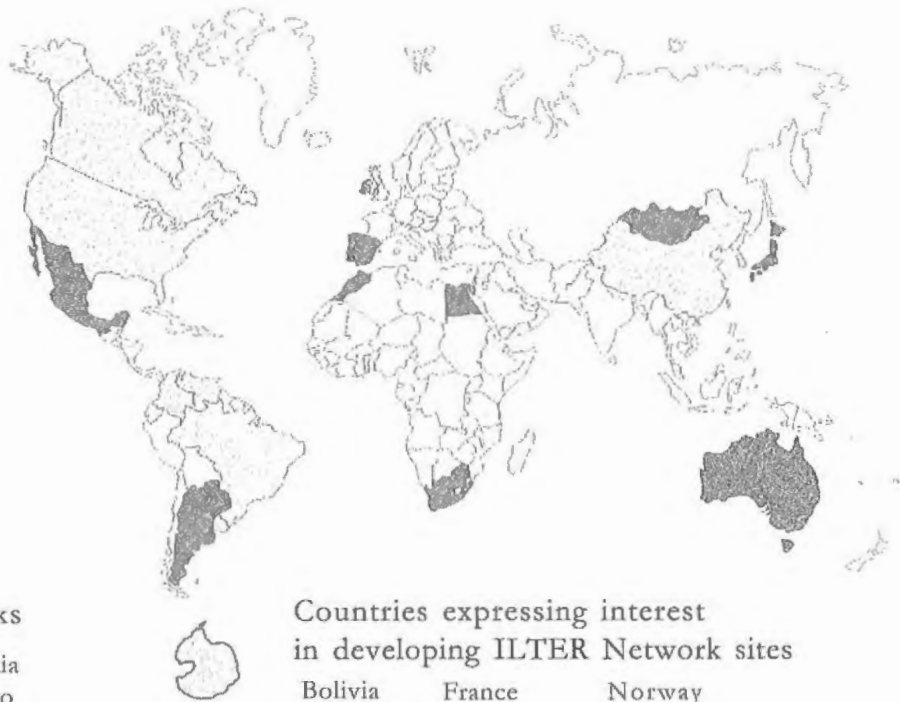 Countries expressing interest
in developing ILTER Network sites
Bolivia France Norway